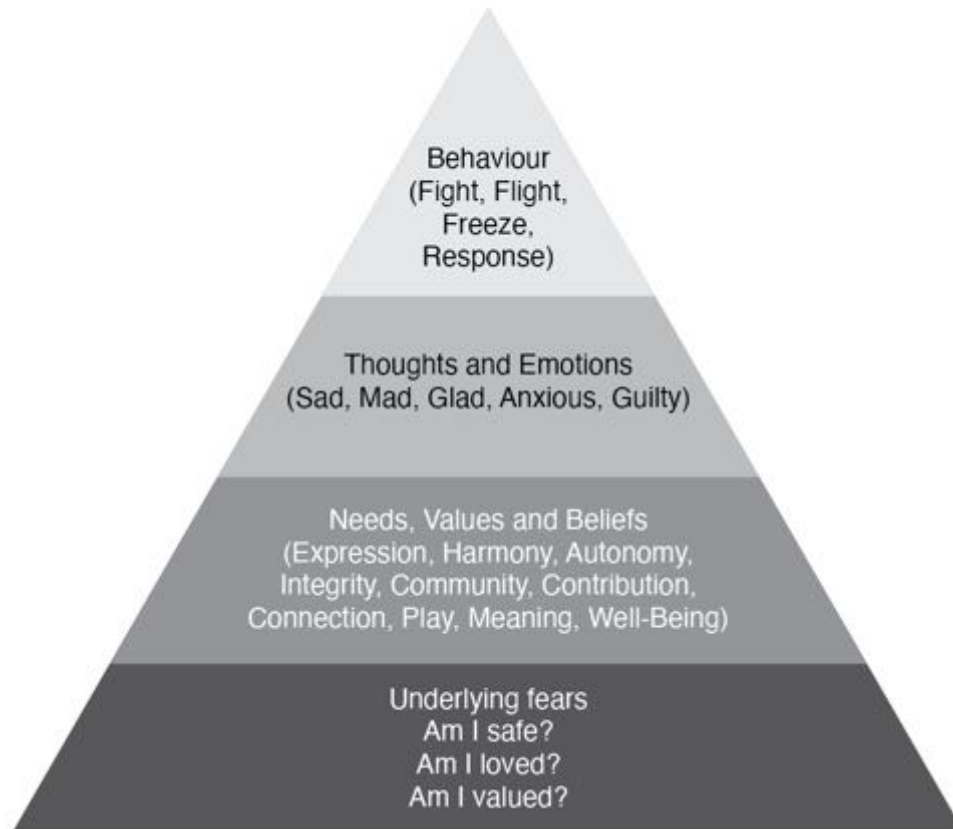 Behaviour
(Fight, Flight,
Freeze,
Response)
Thoughts and Emotions
(Sad, Mad, Glad, Anxious, Guilty)
Needs, Values and Beliefs
(Expression, Harmony, Autonomy,
Integrity, Community, Contribution,
Connection, Play, Meaning, Well-Being)
Underlying fears
Am I safe?
Am I loved?
Am I valued?